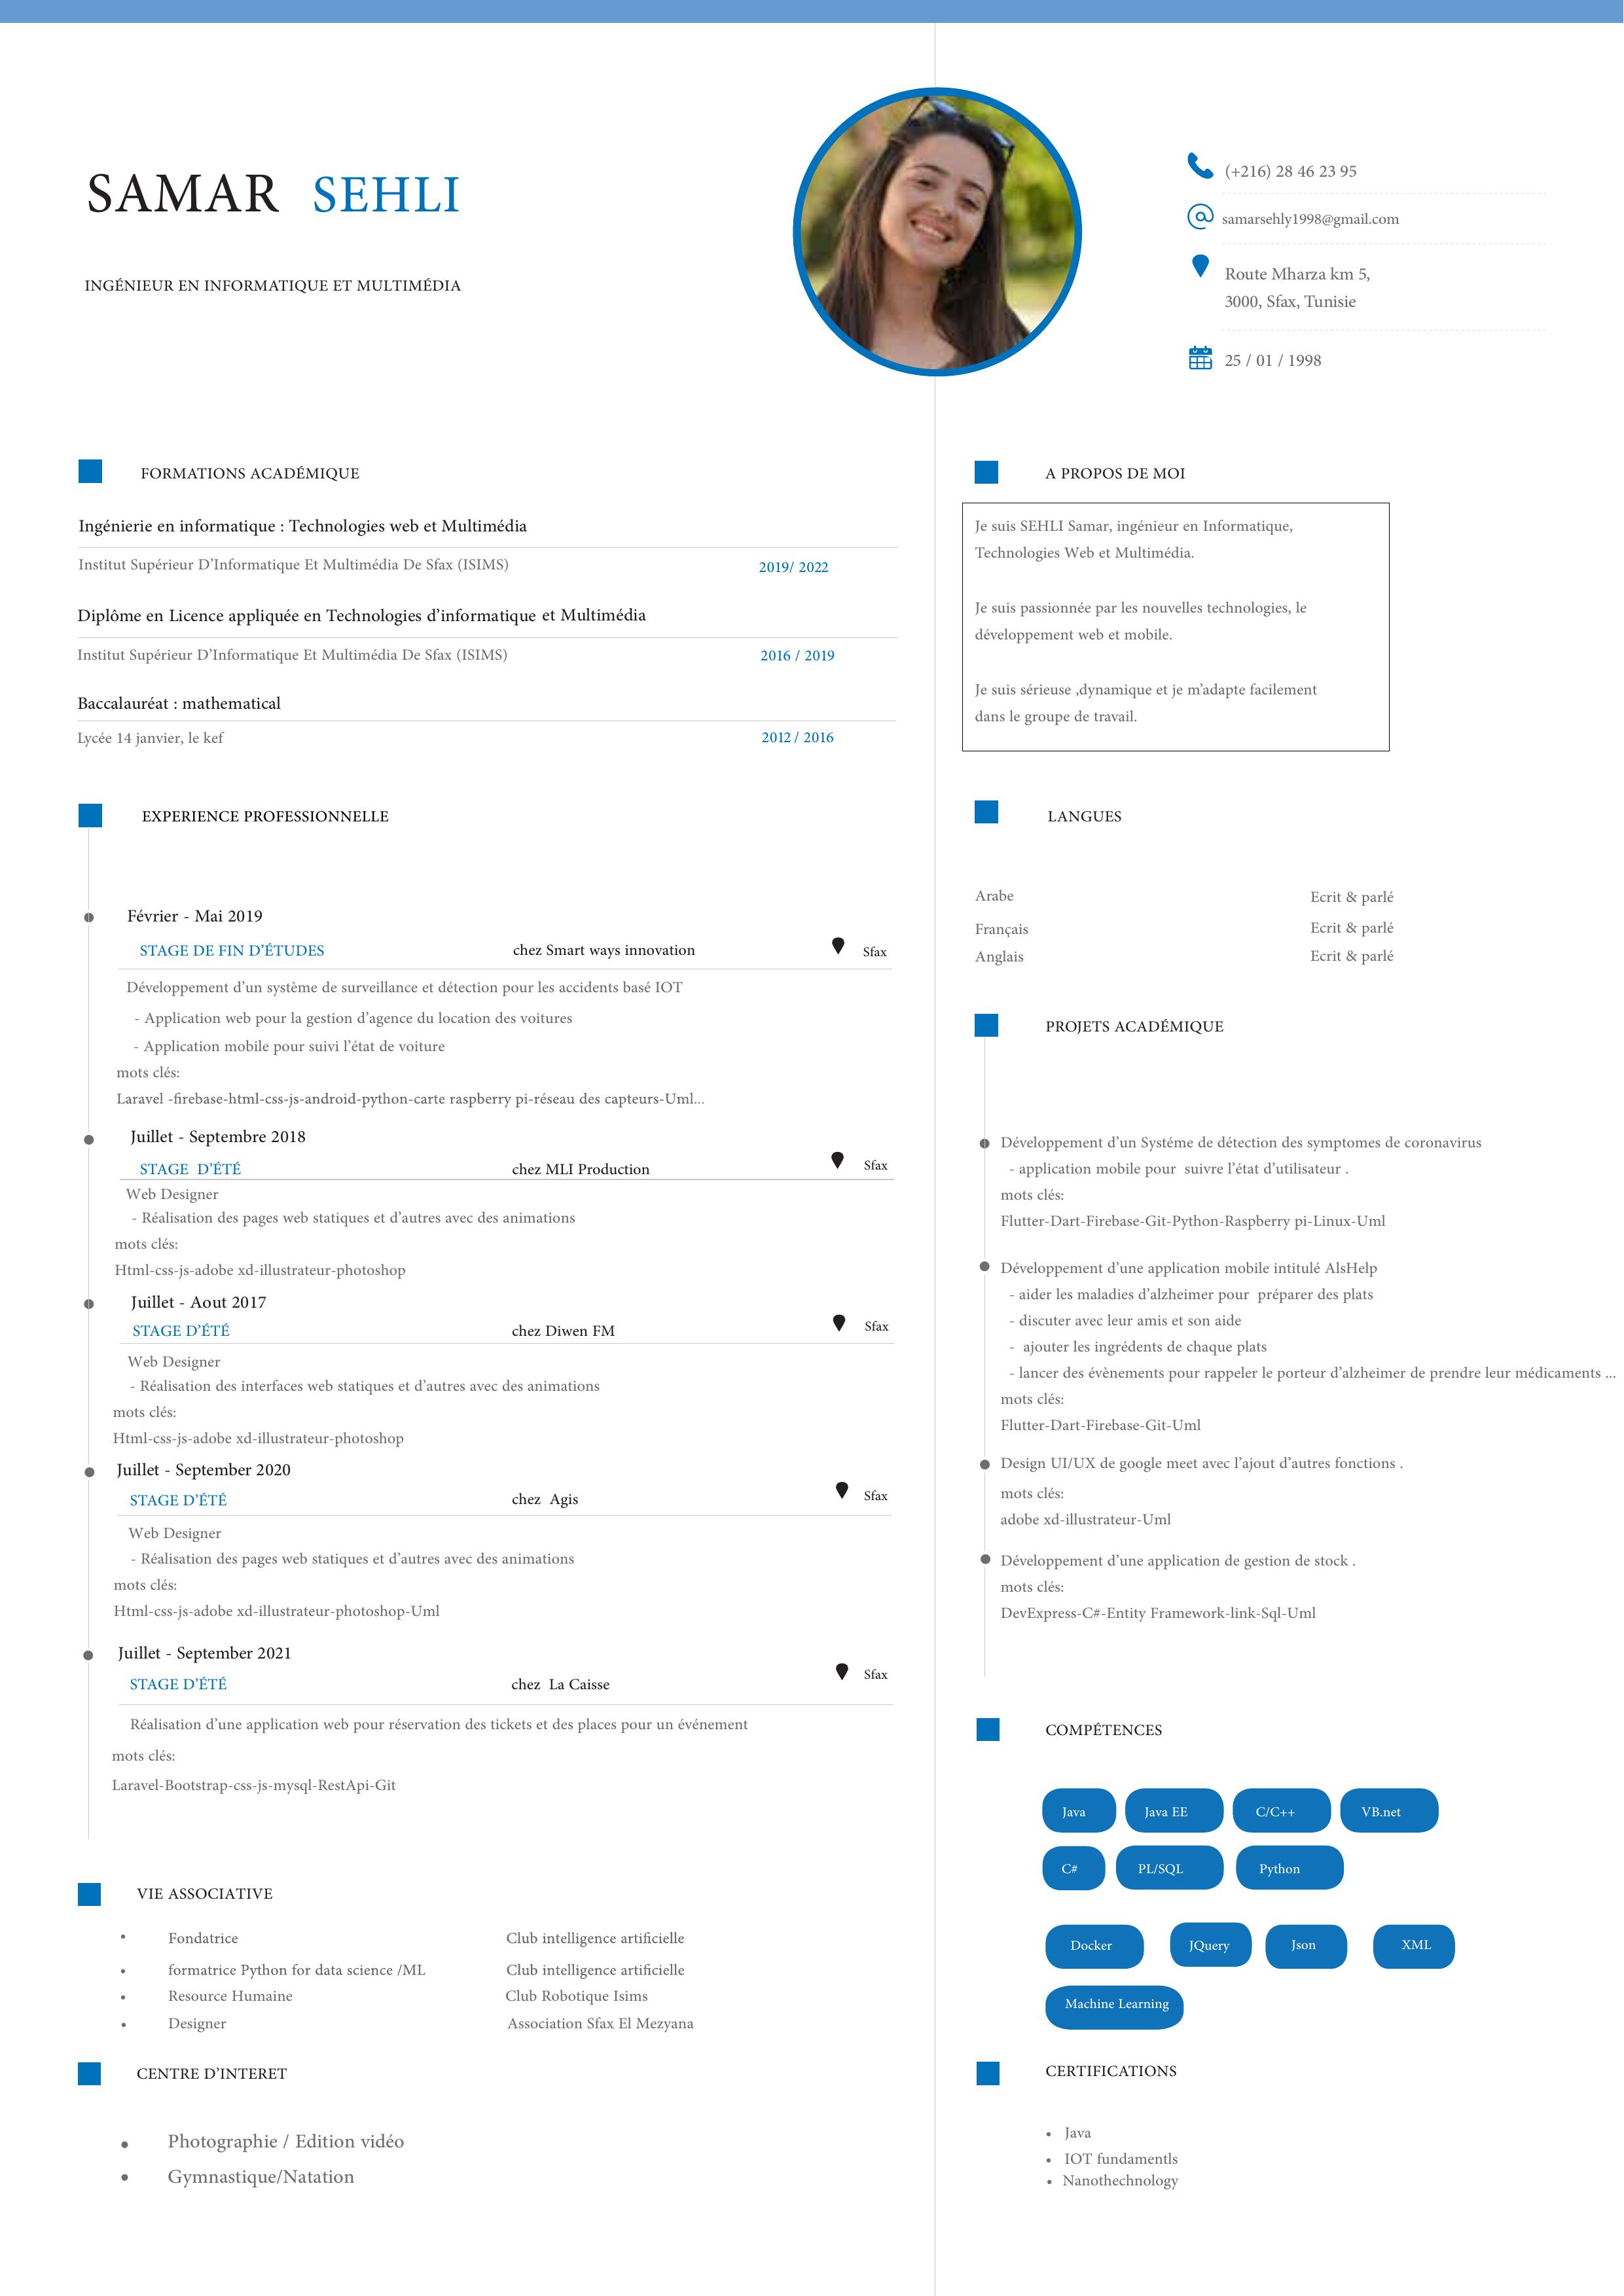 SAMAR SEHLI
INGÉNIEUR EN INFORMATIQUE ET MULTIMÉDIA
(+216) 28 46 23 95
samarsehly1998@gmail.com
Route Mharza km 5,
3000, Sfax, Tunisie
25 / 01 / 1998
FORMATIONS ACADÉMIQUE
Ingénierie en informatique : Technologies web et Multimédia
Institut Supérieur D'Informatique Et Multimédia De Sfax (ISIMS) 2019/ 2022
Diplôme en Licence appliquée en Technologies d'informatique et Multimédia
Institut Supérieur D'Informatique Et Multimédia De Sfax (ISIMS) 2016 / 2019
Baccalauréat : mathematical
Lycée 14 janvier, le kef 2012 / 2016
EXPERIENCE PROFESSIONNELLE
Février - Mai 2019
STAGE DE FIN D'ÉTUDES chez Smart ways innovation Sfax
Développement d'un système de surveillance et détection pour les accidents basé IOT
- Application web pour la gestion d'agence du location des voitures
- Application mobile pour suivi l'état de voiture
mots clés:
Laravel -firebase-html-css-js-android-python-carte raspberry pi-réseau des capteurs-Uml...
Juillet - Septembre 2018
STAGE D'ÉTÉ chez MLI Production Sfax
Web Designer
- Réalisation des pages web statiques et d'autres avec des animations
mots clés:
Html-css-js-adobe xd-illustrateur-photoshop
Juillet - Aout 2017
STAGE D'ÉTÉ chez Diwen FM Sfax
Web Designer
- Réalisation des interfaces web statiques et d'autres avec des animations
mots clés:
Html-css-js-adobe xd-illustrateur-photoshop
Juillet - September 2020
STAGE D'ÉTÉ chez Agis Sfax
Web Designer
- Réalisation des pages web statiques et d'autres avec des animations
mots clés:
Html-css-js-adobe xd-illustrateur-photoshop-Uml
Juillet - September 2021
STAGE D'ÉTÉ chez La Caisse Sfax
Réalisation d'une application web pour réservation des tickets et des places pour un événement
mots clés:
Laravel-Bootstrap-css-js-mysql-RestApi-Git
VIE ASSOCIATIVE
• Fondatrice Club intelligence artificielle
• formatrice Python for data science /ML Club intelligence artificielle
• Resource Humaine Club Robotique Isims
• Designer Association Sfax El Mezyana
CENTRE D'INTERET
• Photographie / Edition vidéo
• Gymnastique/Natation
A PROPOS DE MOI
Je suis SEHLI Samar, ingénieur en Informatique,
Technologies Web et Multimédia.
Je suis passionnée par les nouvelles technologies, le
développement web et mobile.
Je suis sérieuse ,dynamique et je m'adapte facilement
dans le groupe de travail.
LANGUES
Arabe Ecrit & parlé
Français Ecrit & parlé
Anglais Ecrit & parlé
PROJETS ACADÉMIQUE
Développement d'un Systéme de détection des symptomes de coronavirus
- application mobile pour suivre l'état d'utilisateur .
mots clés:
Flutter-Dart-Firebase-Git-Python-Raspberry pi-Linux-Uml
Développement d'une application mobile intitulé AlsHelp
- aider les maladies d'alzheimer pour préparer des plats
- discuter avec leur amis et son aide
- ajouter les ingrédents de chaque plats
- lancer des évènements pour rappeler le porteur d'alzheimer de prendre leur médicaments ...
mots clés:
Flutter-Dart-Firebase-Git-Uml
Design UI/UX de google meet avec l'ajout d'autres fonctions .
mots clés:
adobe xd-illustrateur-Uml
Développement d'une application de gestion de stock .
mots clés:
DevExpress-C#-Entity Framework-link-Sql-Uml
COMPÉTENCES
Java Java EE C/C++ VB.net
C# PL/SQL Python
Docker JQuery Json XML
Machine Learning
CERTIFICATIONS
• Java
• IOT fundamentls
• Nanothechnology